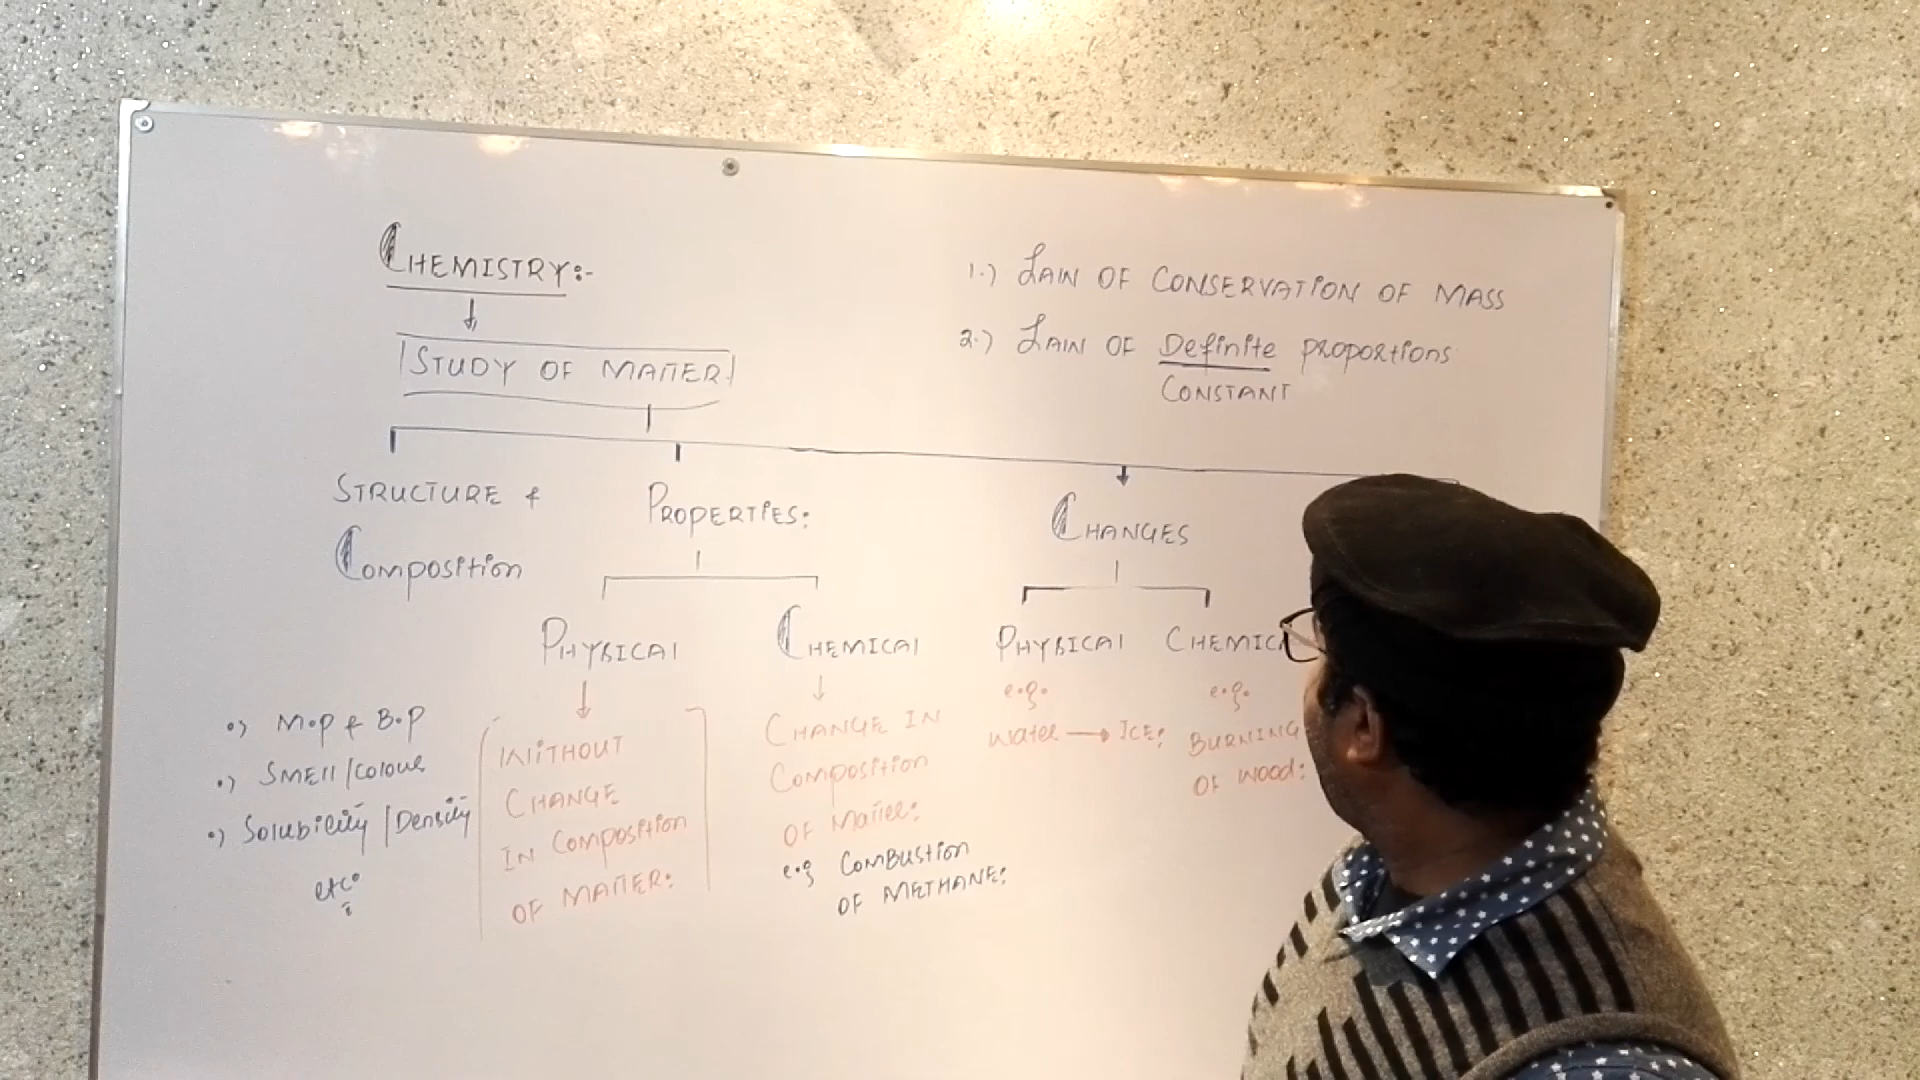 CHEMISTRY:-
STUDY OF MATTER
1.) LAW OF CONSERVATION OF MASS
2.) LAW OF Definite PROPORTIONS
CONSTANT
STRUCTURE &
COMPOSITION
PROPERTIES:
CHANGES
PHYSICAL
CHEMICAL
PHYSICAL
CHEMIC
•) M.P & B.P
•) SMEll/Colour
•) Solubility/Density
etc.
WITHOUT
CHANGE
IN COMPOSITION
OF MATTER:
CHANGE IN
COMPOSITION
OF MATTER:
e.g COMBUSTION
OF METHANE:
e.g.
Water → ICE:
e.g.
BURNING
OF WOOD: